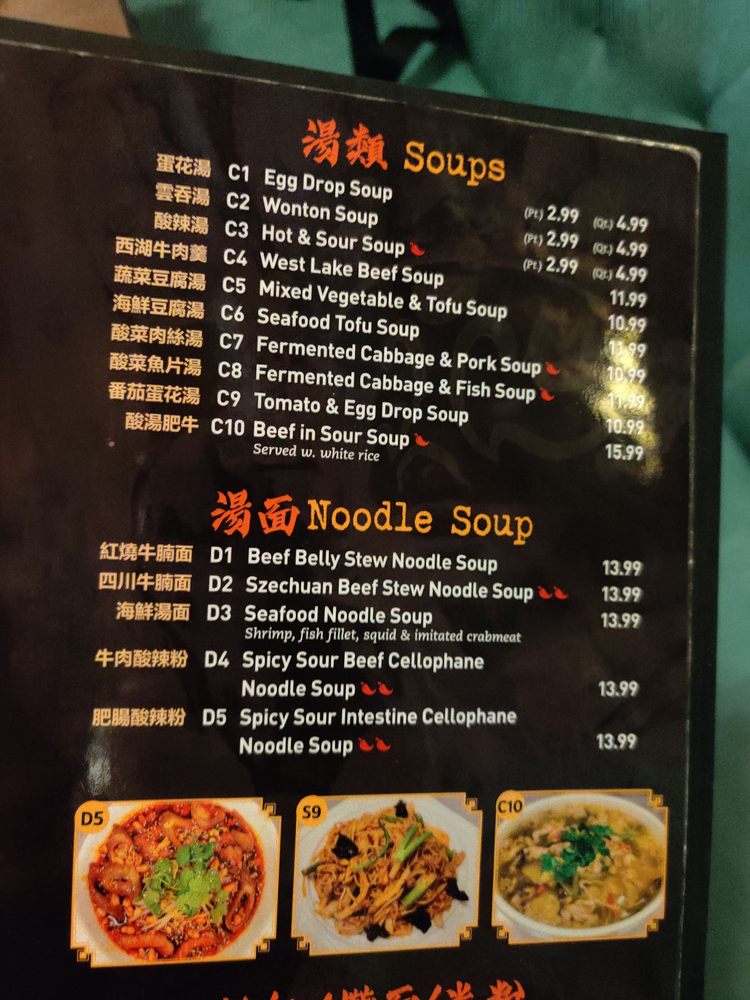 湯類 Soups
蛋花湯 C1 Egg Drop Soup (Pt.) 2.99 (Qt.) 4.99
雲吞湯 C2 Wonton Soup (Pt.) 2.99 (Qt.) 4.99
酸辣湯 C3 Hot & Sour Soup (Pt.) 2.99 (Qt.) 4.99
西湖牛肉羹 C4 West Lake Beef Soup 11.99
蔬菜豆腐湯 C5 Mixed Vegetable & Tofu Soup 10.99
海鮮豆腐湯 C6 Seafood Tofu Soup 11.99
酸菜肉絲湯 C7 Fermented Cabbage & Pork Soup 10.99
酸菜魚片湯 C8 Fermented Cabbage & Fish Soup 11.99
番茄蛋花湯 C9 Tomato & Egg Drop Soup 10.99
酸湯肥牛 C10 Beef in Sour Soup 15.99
Served w. white rice
湯面 Noodle Soup
紅燒牛腩面 D1 Beef Belly Stew Noodle Soup 13.99
四川牛腩面 D2 Szechuan Beef Stew Noodle Soup 13.99
海鮮湯面 D3 Seafood Noodle Soup 13.99
Shrimp, fish fillet, squid & imitated crabmeat
牛肉酸辣粉 D4 Spicy Sour Beef Cellophane
Noodle Soup 13.99
肥腸酸辣粉 D5 Spicy Sour Intestine Cellophane
Noodle Soup 13.99
D5 S9 C10